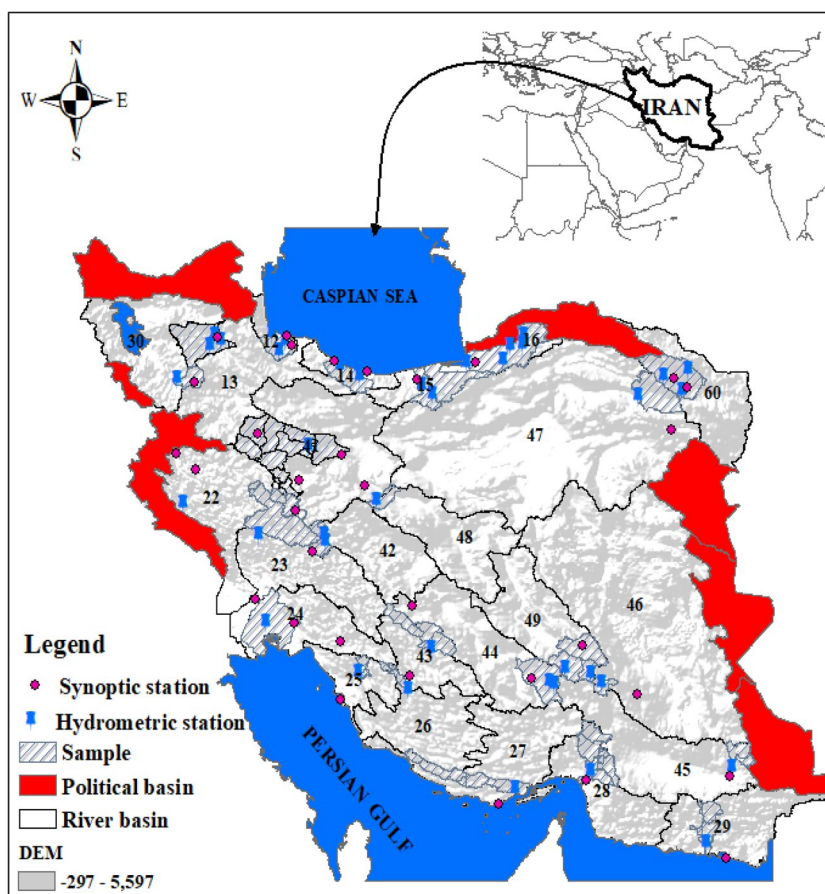 N
W E
S
IRAN
CASPIAN SEA
30
12
16
13
14
15
60
41
47
22
42
48
23
46
24
49
43
44
25
26
27
45
28
29
PERSIAN GULF
Legend
Synoptic station
Hydrometric station
Sample
Political basin
River basin
DEM
-297 - 5,597